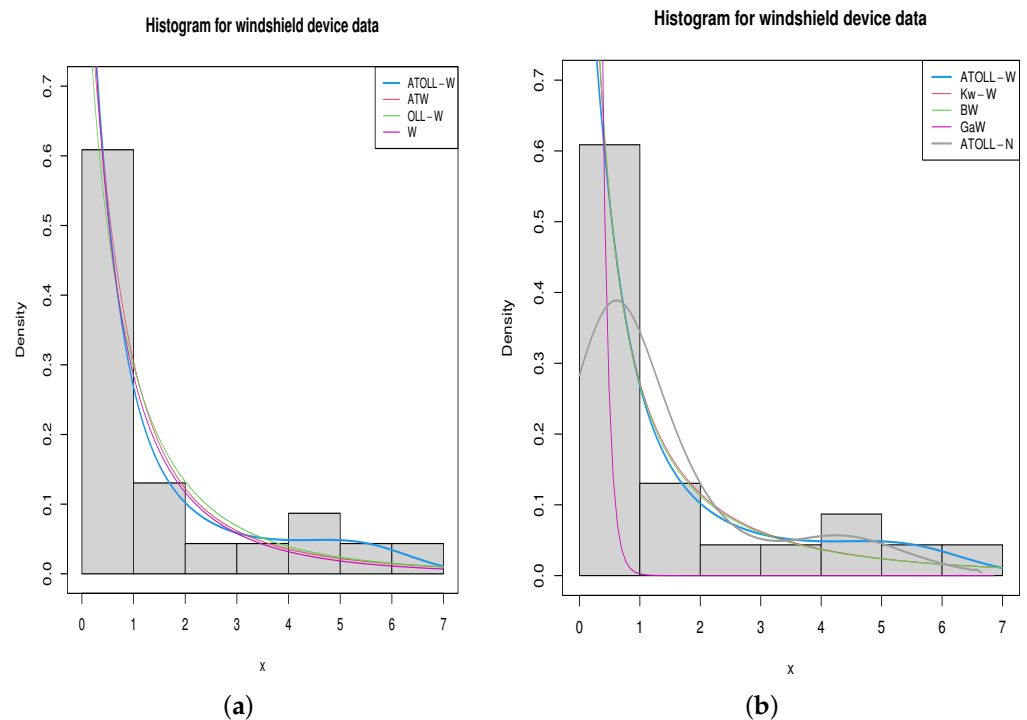 Histogram for windshield device data
ATOLL-W
ATW
OLL-W
W
Density
0.0 0.1 0.2 0.3 0.4 0.5 0.6 0.7
0 1 2 3 4 5 6 7
x
(a)
Histogram for windshield device data
ATOLL-W
Kw-W
BW
GaW
ATOLL-N
Density
0.0 0.1 0.2 0.3 0.4 0.5 0.6 0.7
0 1 2 3 4 5 6 7
x
(b)